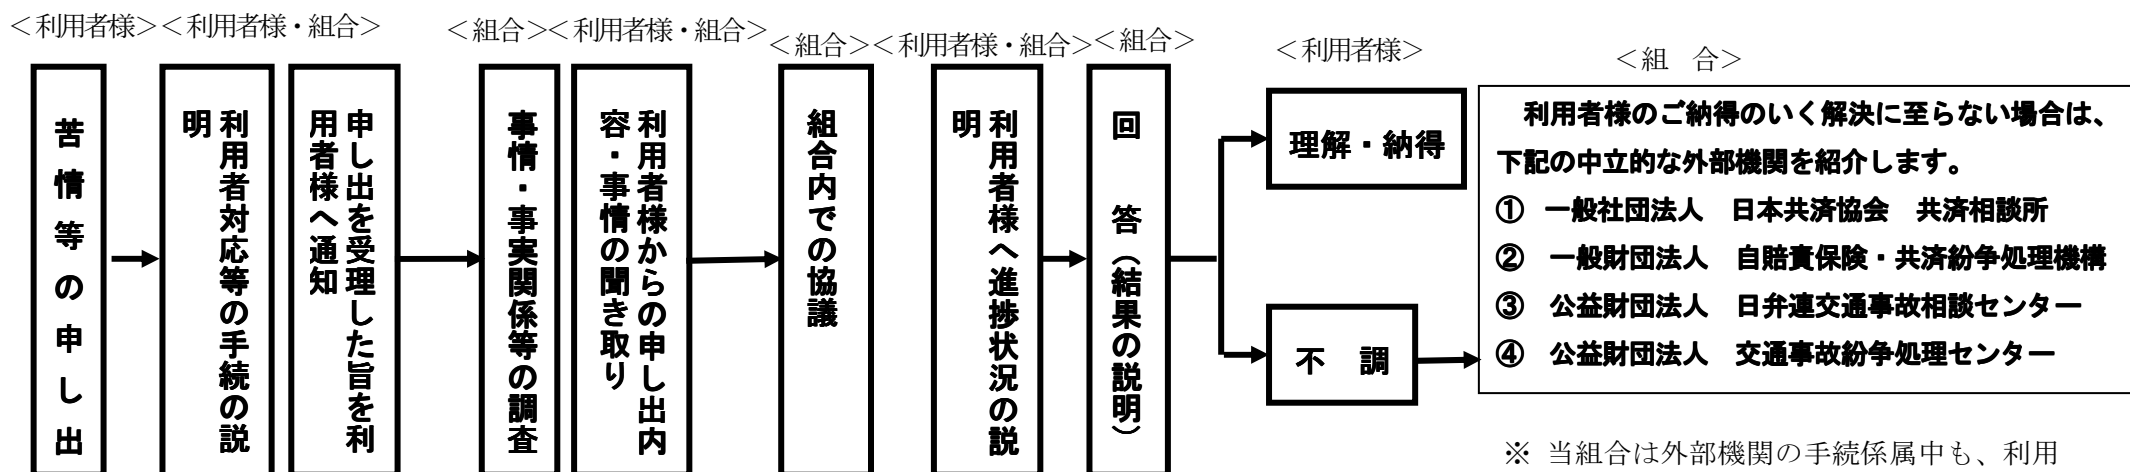 ＜利用者様＞
＜利用者様・組合＞
＜組合＞
＜利用者様・組合＞
＜組合＞
＜利用者様・組合＞
＜組合＞
＜利用者様＞
＜組　合＞
苦情等の申し出
利用者対応等の手続の説
明
申し出を受理した旨を利
用者様へ通知
事情・事実関係等の調査
利用者様からの申し出内
容・事情の聞き取り
組合内での協議
利用者様へ進捗状況の説
明
回　答（結果の説明）
理解・納得
不　調
利用者様のご納得のいく解決に至らない場合は、
下記の中立的な外部機関を紹介します。
①　一般社団法人　日本共済協会　共済相談所
②　一般財団法人　自賠責保険・共済紛争処理機構
③　公益財団法人　日弁連交通事故相談センター
④　公益財団法人　交通事故紛争処理センター
※ 当組合は外部機関の手続係属中も、利用